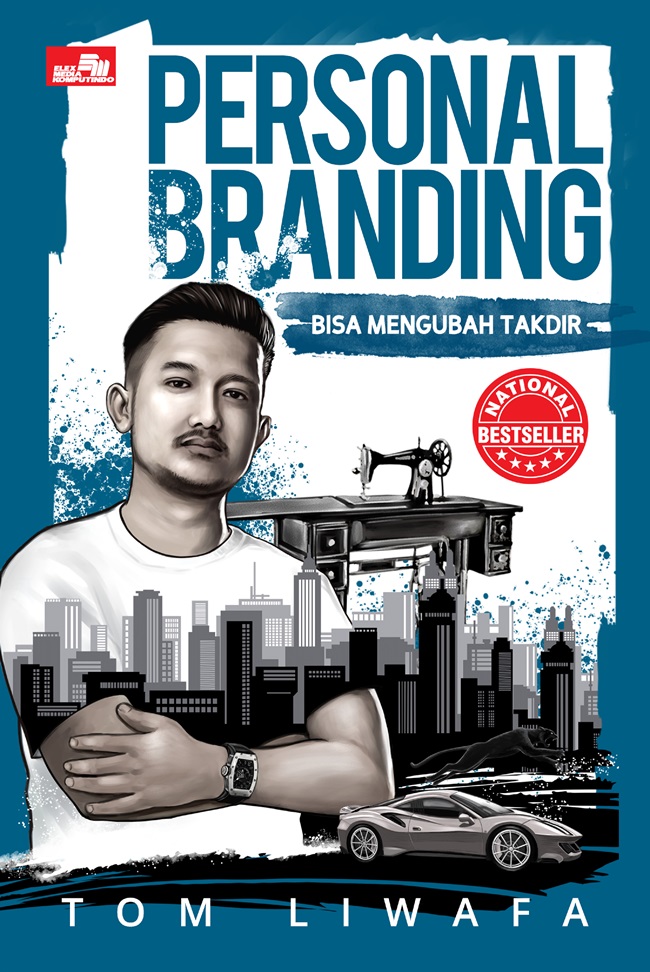 ELEX
MEDIA
KOMPUTINDO
PERSONAL
BRANDING
BISA MENGUBAH TAKDIR
NATIONAL
BESTSELLER
TOM LIWAFA